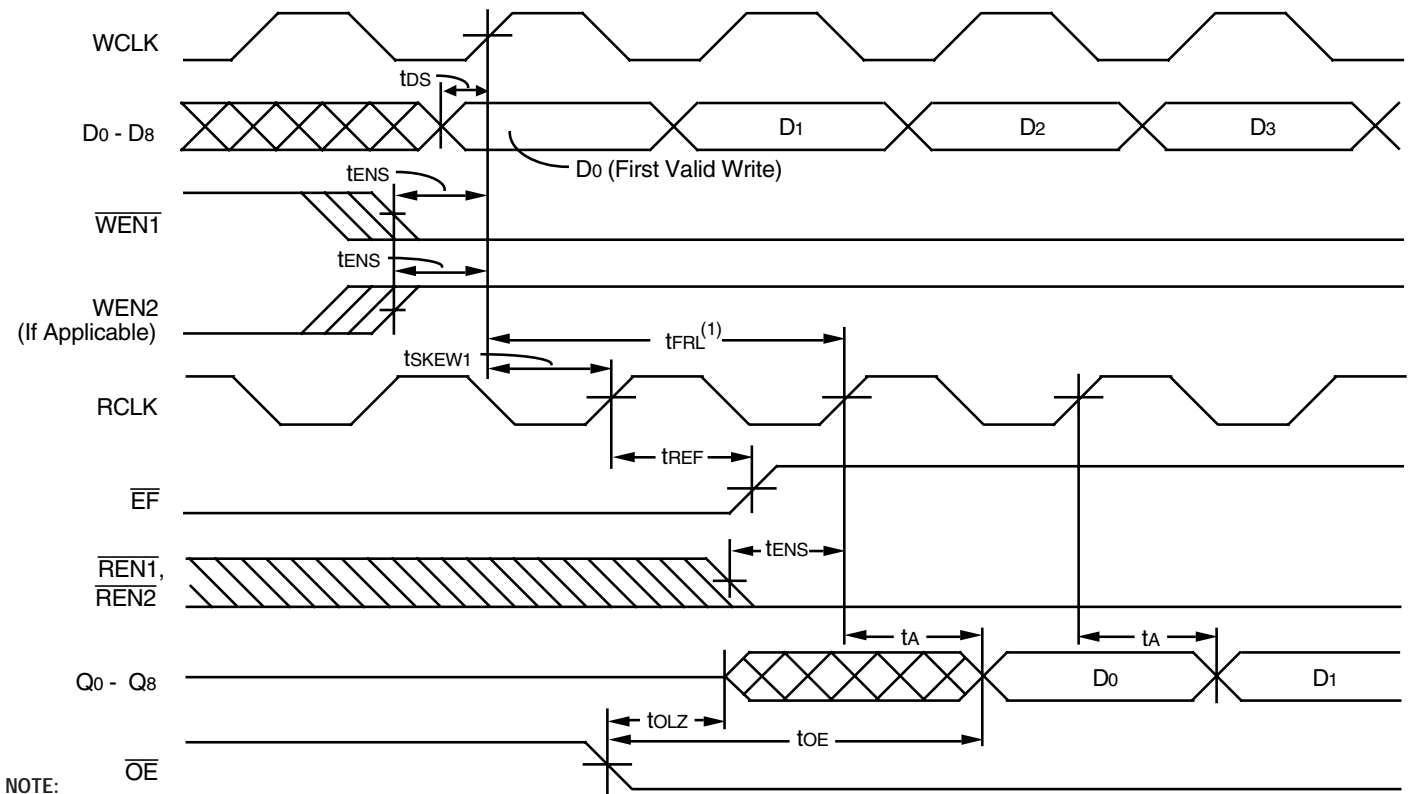 WCLK
tDS
D0 - D8
D1
D2
D3
D0 (First Valid Write)
tENS
WEN1
tENS
WEN2
(If Applicable)
tFRL(1)
tSKEW1
RCLK
tREF
EF
tENS
REN1,
REN2
tA
tA
Q0 - Q8
D0
D1
tOLZ
tOE
OE
NOTE: